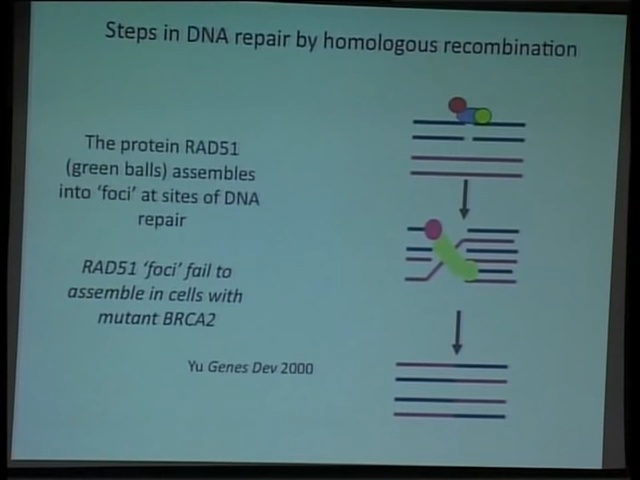 Steps in DNA repair by homologous recombination
The protein RAD51
(green balls) assembles
into 'foci' at sites of DNA
repair
RAD51 'foci' fail to
assemble in cells with
mutant BRCA2
Yu Genes Dev 2000